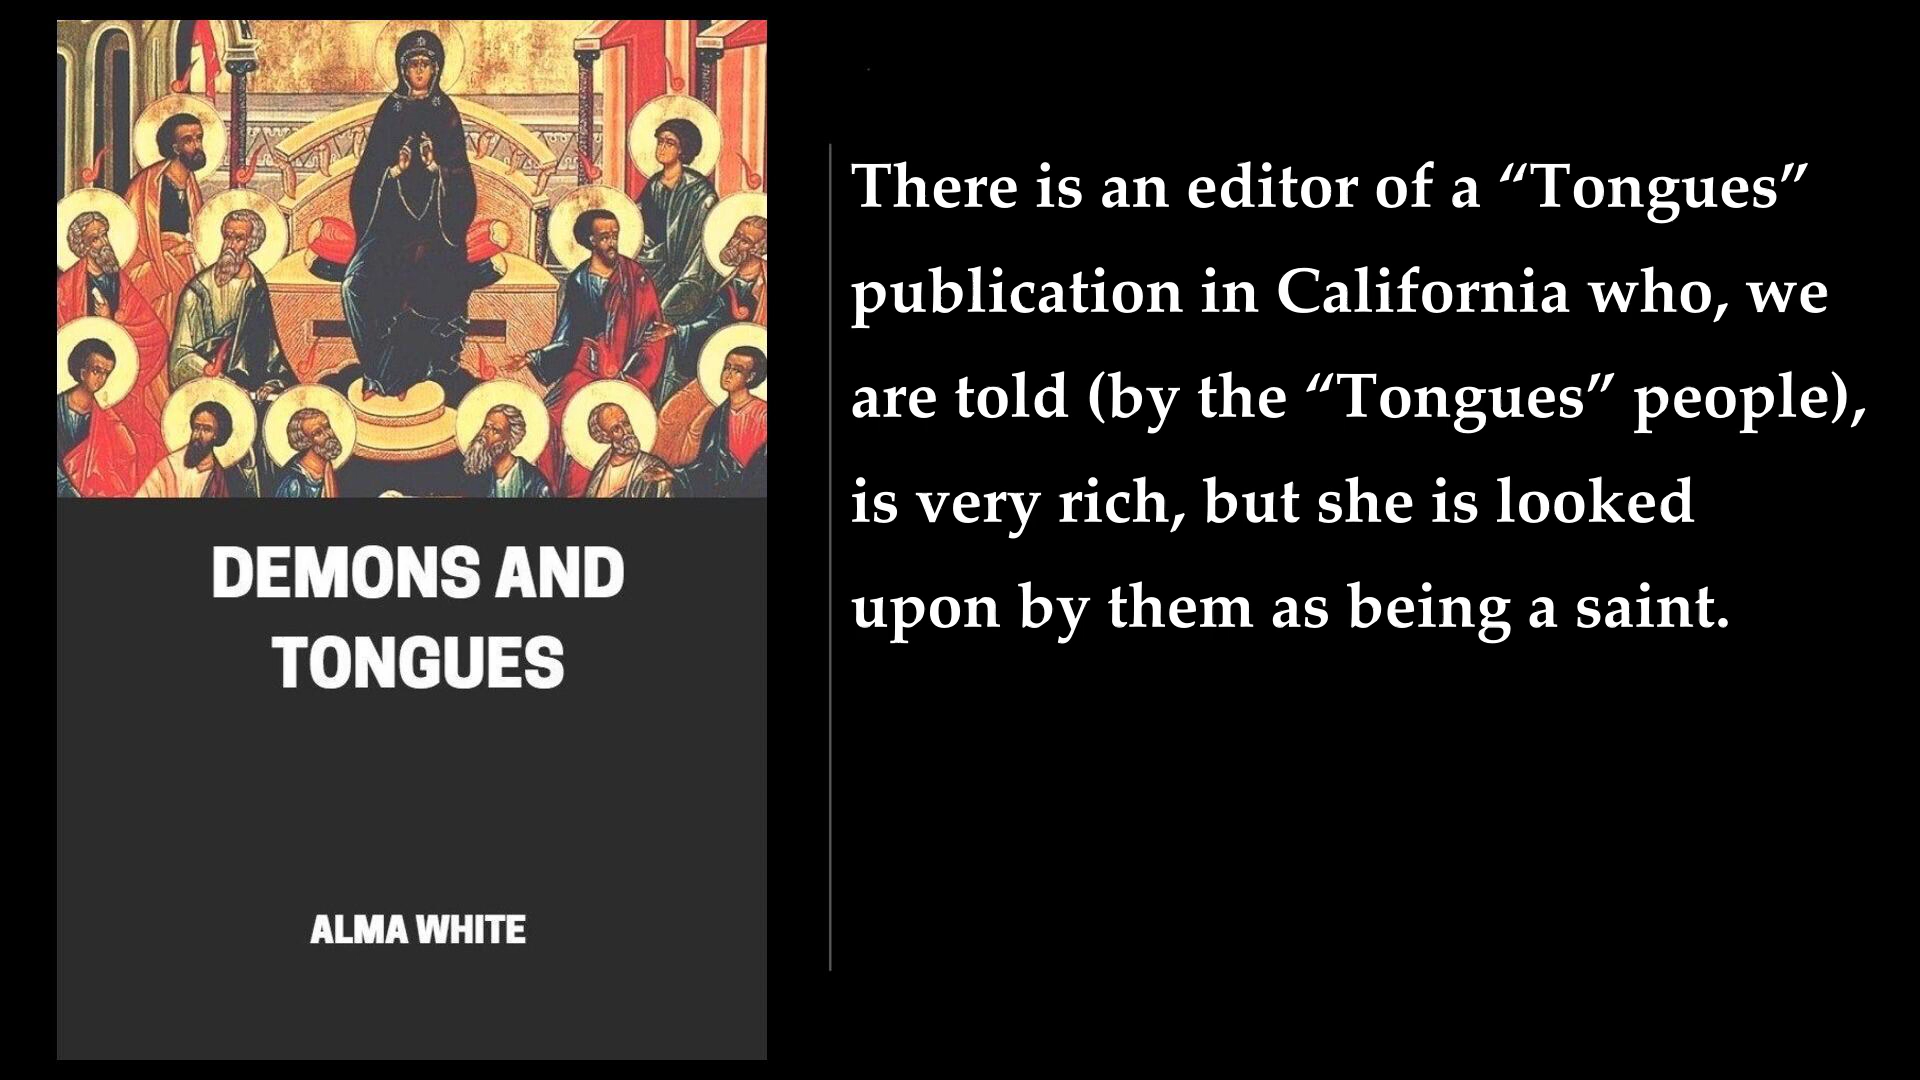 DEMONS AND
TONGUES
ALMA WHITE
There is an editor of a “Tongues”
publication in California who, we
are told (by the “Tongues” people),
is very rich, but she is looked
upon by them as being a saint.